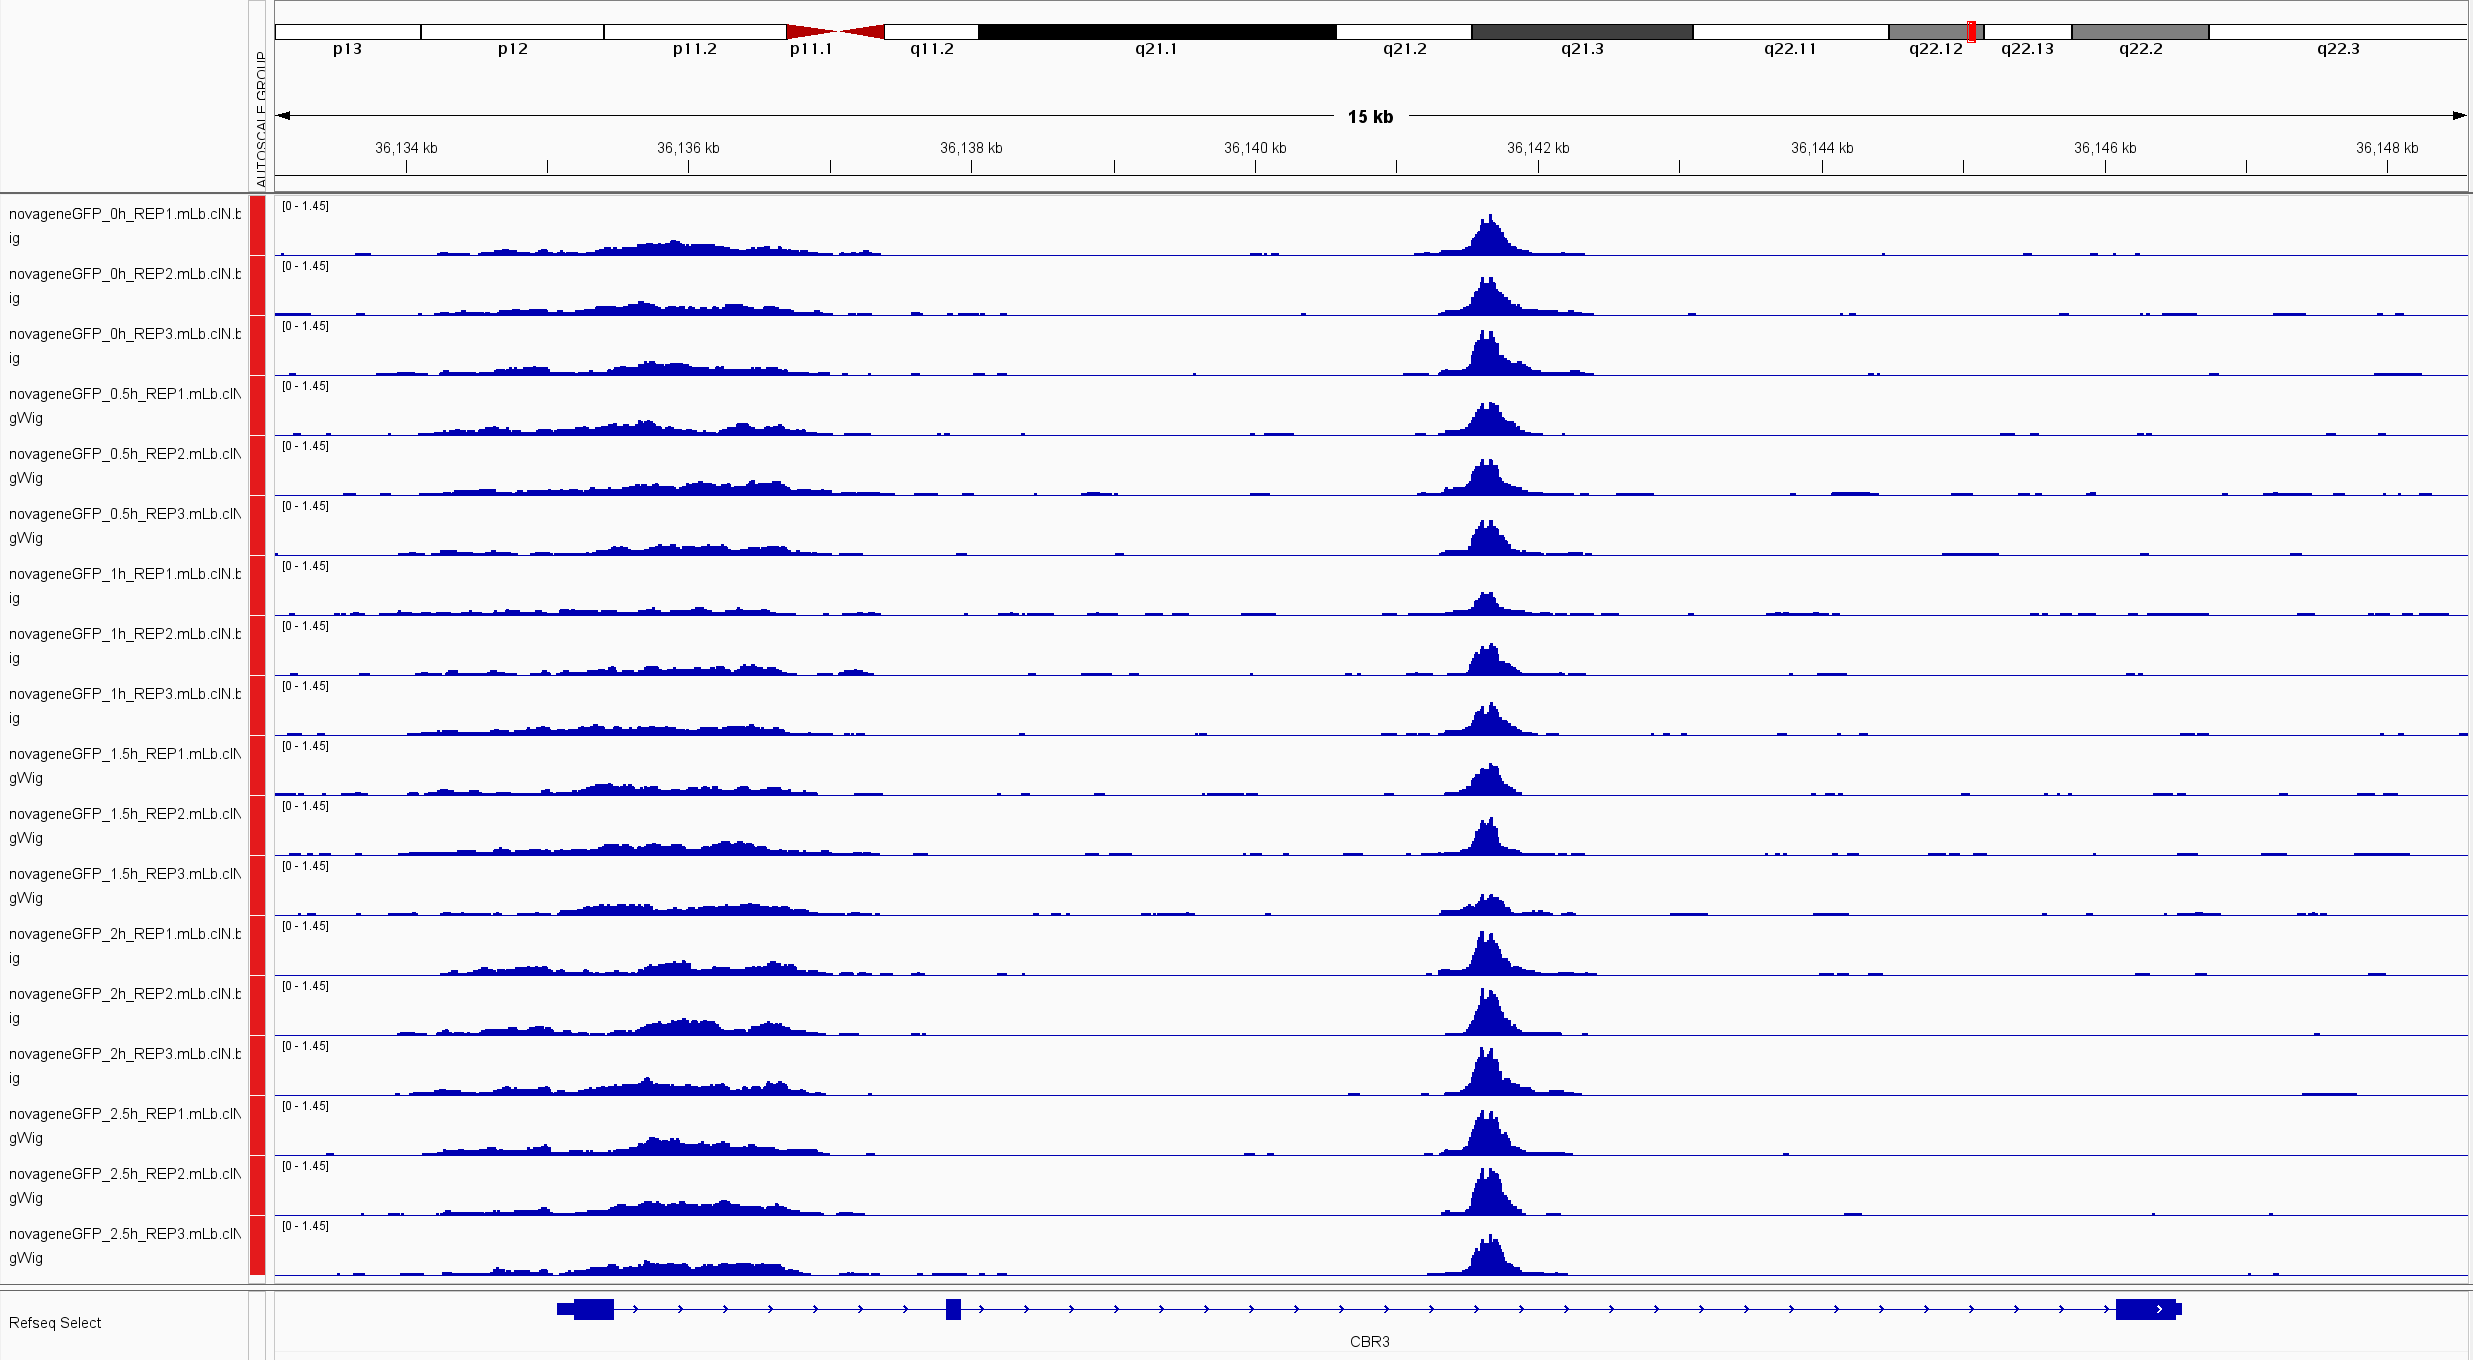 p13 p12 p11.2 p11.1 q11.2 q21.1 q21.2 q21.3 q22.11 q22.12 q22.13 q22.2 q22.3
AUTOSCALE GROUP
15 kb
36,134 kb 36,136 kb 36,138 kb 36,140 kb 36,142 kb 36,144 kb 36,146 kb 36,148 kb
novageneGFP_0h_REP1.mLb.clN.b [0 - 1.45]
ig
novageneGFP_0h_REP2.mLb.clN.b [0 - 1.45]
ig
novageneGFP_0h_REP3.mLb.clN.b [0 - 1.45]
ig
novageneGFP_0.5h_REP1.mLb.clN [0 - 1.45]
gWig
novageneGFP_0.5h_REP2.mLb.clN [0 - 1.45]
gWig
novageneGFP_0.5h_REP3.mLb.clN [0 - 1.45]
gWig
novageneGFP_1h_REP1.mLb.clN.b [0 - 1.45]
ig
novageneGFP_1h_REP2.mLb.clN.b [0 - 1.45]
ig
novageneGFP_1h_REP3.mLb.clN.b [0 - 1.45]
ig
novageneGFP_1.5h_REP1.mLb.clN [0 - 1.45]
gWig
novageneGFP_1.5h_REP2.mLb.clN [0 - 1.45]
gWig
novageneGFP_1.5h_REP3.mLb.clN [0 - 1.45]
gWig
novageneGFP_2h_REP1.mLb.clN.b [0 - 1.45]
ig
novageneGFP_2h_REP2.mLb.clN.b [0 - 1.45]
ig
novageneGFP_2h_REP3.mLb.clN.b [0 - 1.45]
ig
novageneGFP_2.5h_REP1.mLb.clN [0 - 1.45]
gWig
novageneGFP_2.5h_REP2.mLb.clN [0 - 1.45]
gWig
novageneGFP_2.5h_REP3.mLb.clN [0 - 1.45]
gWig
Refseq Select
CBR3